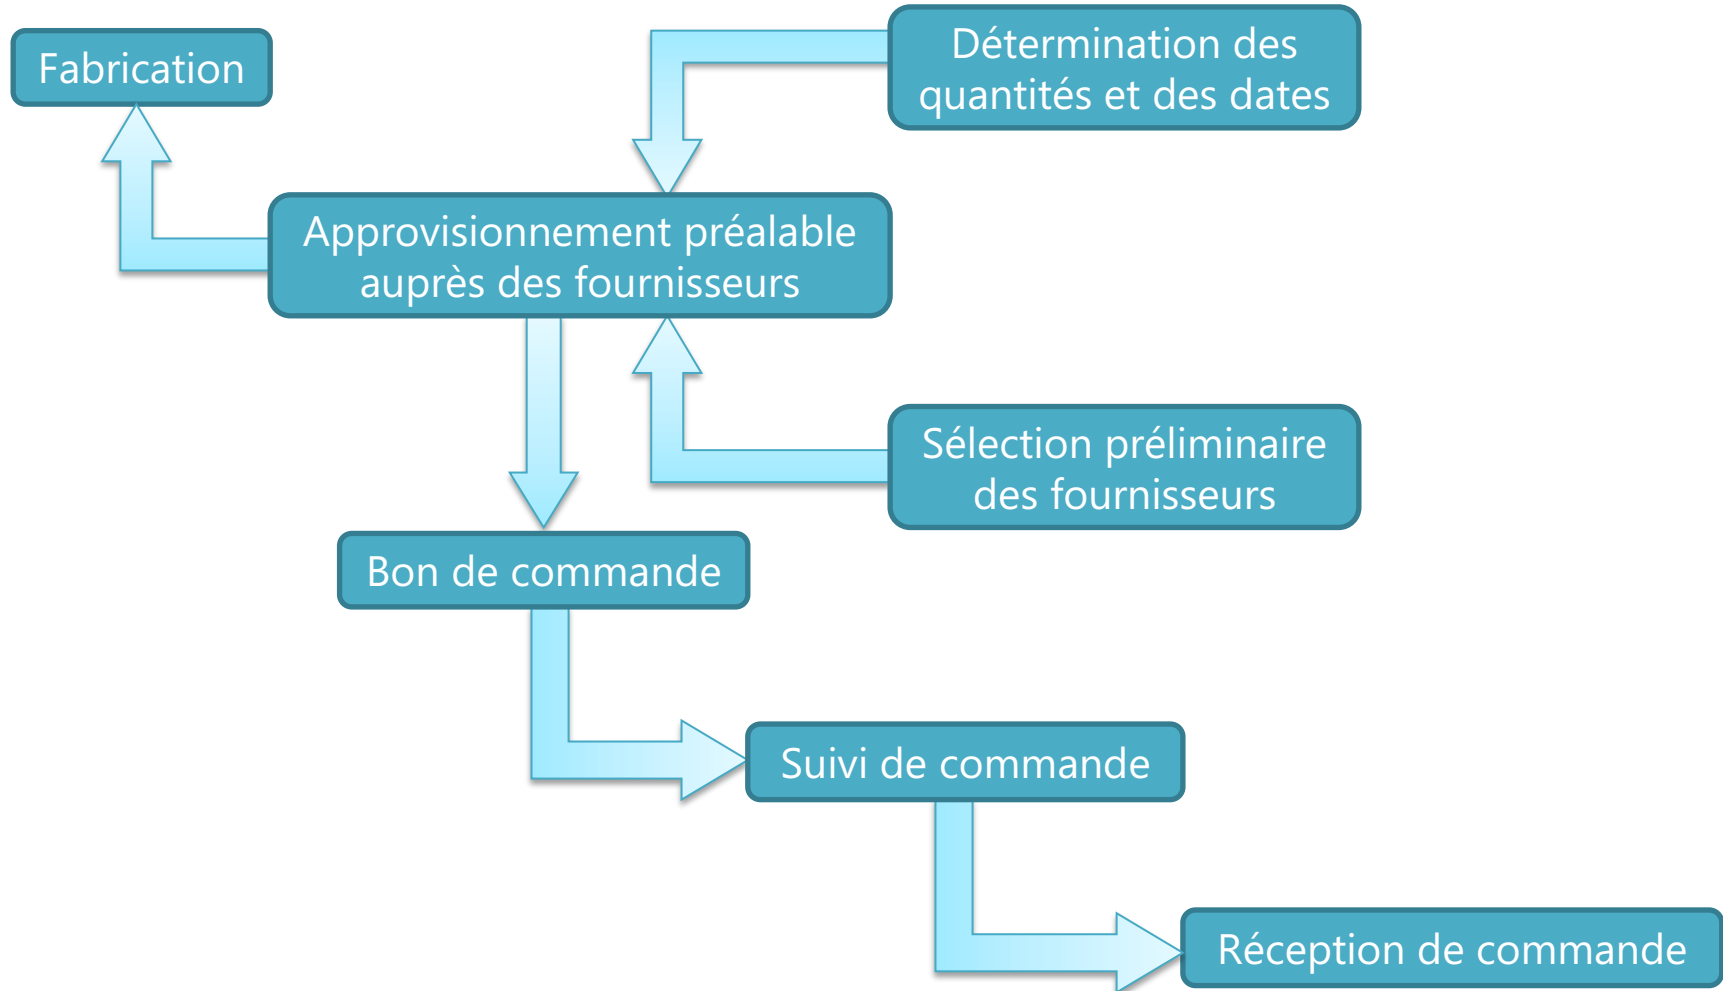 Fabrication
Détermination des
quantités et des dates
Approvisionnement préalable
auprès des fournisseurs
Sélection préliminaire
des fournisseurs
Bon de commande
Suivi de commande
Réception de commande